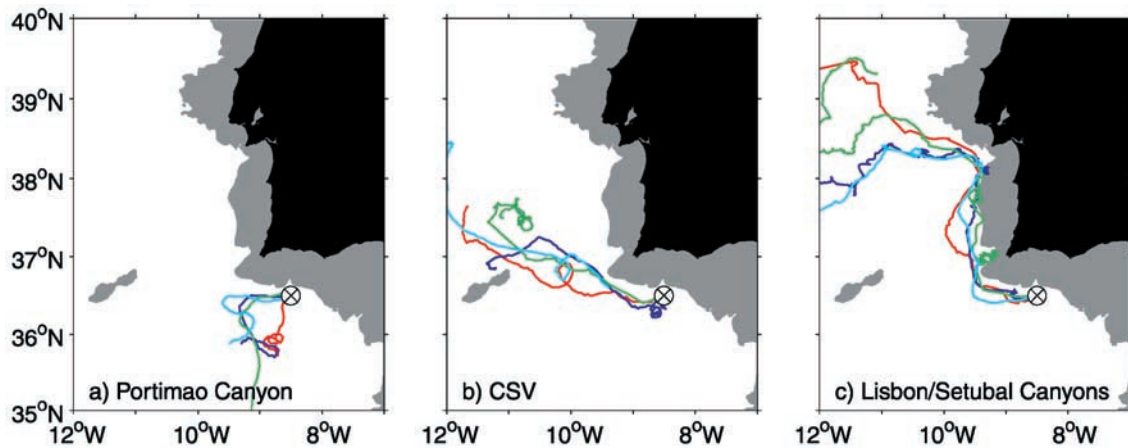 40°N
39°N
38°N
37°N
36°N
35°N
a) Portimao Canyon
b) CSV
c) Lisbon/Setubal Canyons
12°W 10°W 8°W 12°W 10°W 8°W 12°W 10°W 8°W